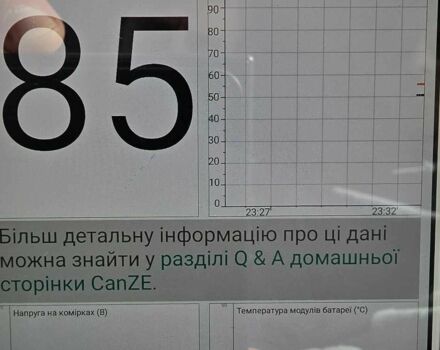 85
90
80
70
60
50
40
30
20
10
0
23:27
23:32
Більш детальну інформацію про ці дані
можна знайти у розділі Q & A домашньої
сторінки CanZE.
Напруга на комірках (В)
Температура модулів батареї (°C)